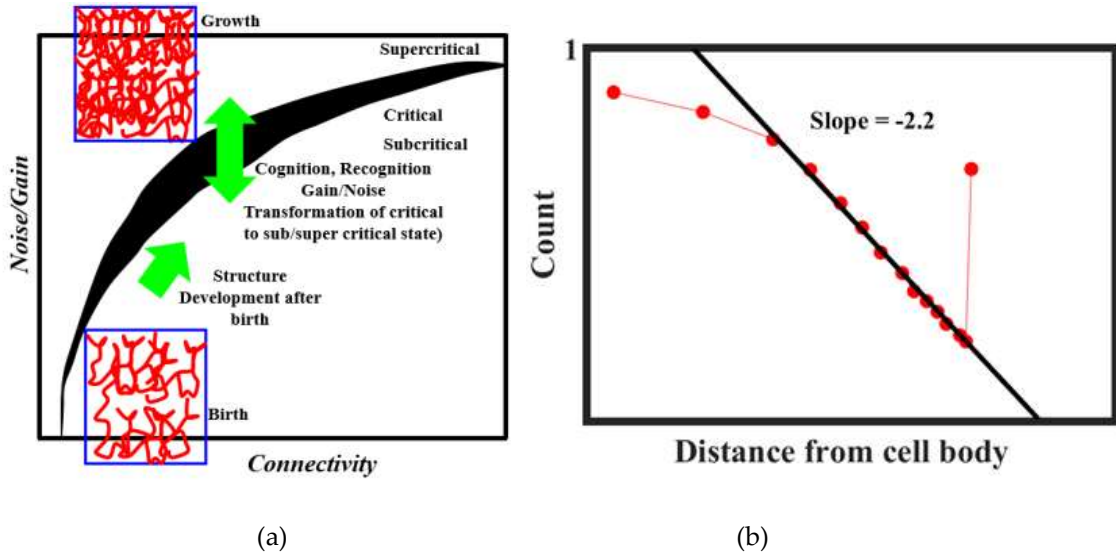 Growth
Supercritical
Critical
Subcritical
Cognition, Recognition
Gain/Noise
Transformation of critical
to sub/super critical state)
Structure
Development after
birth
Birth
Noise/Gain
Connectivity
(a)
1
Slope = -2.2
Count
Distance from cell body
(b)